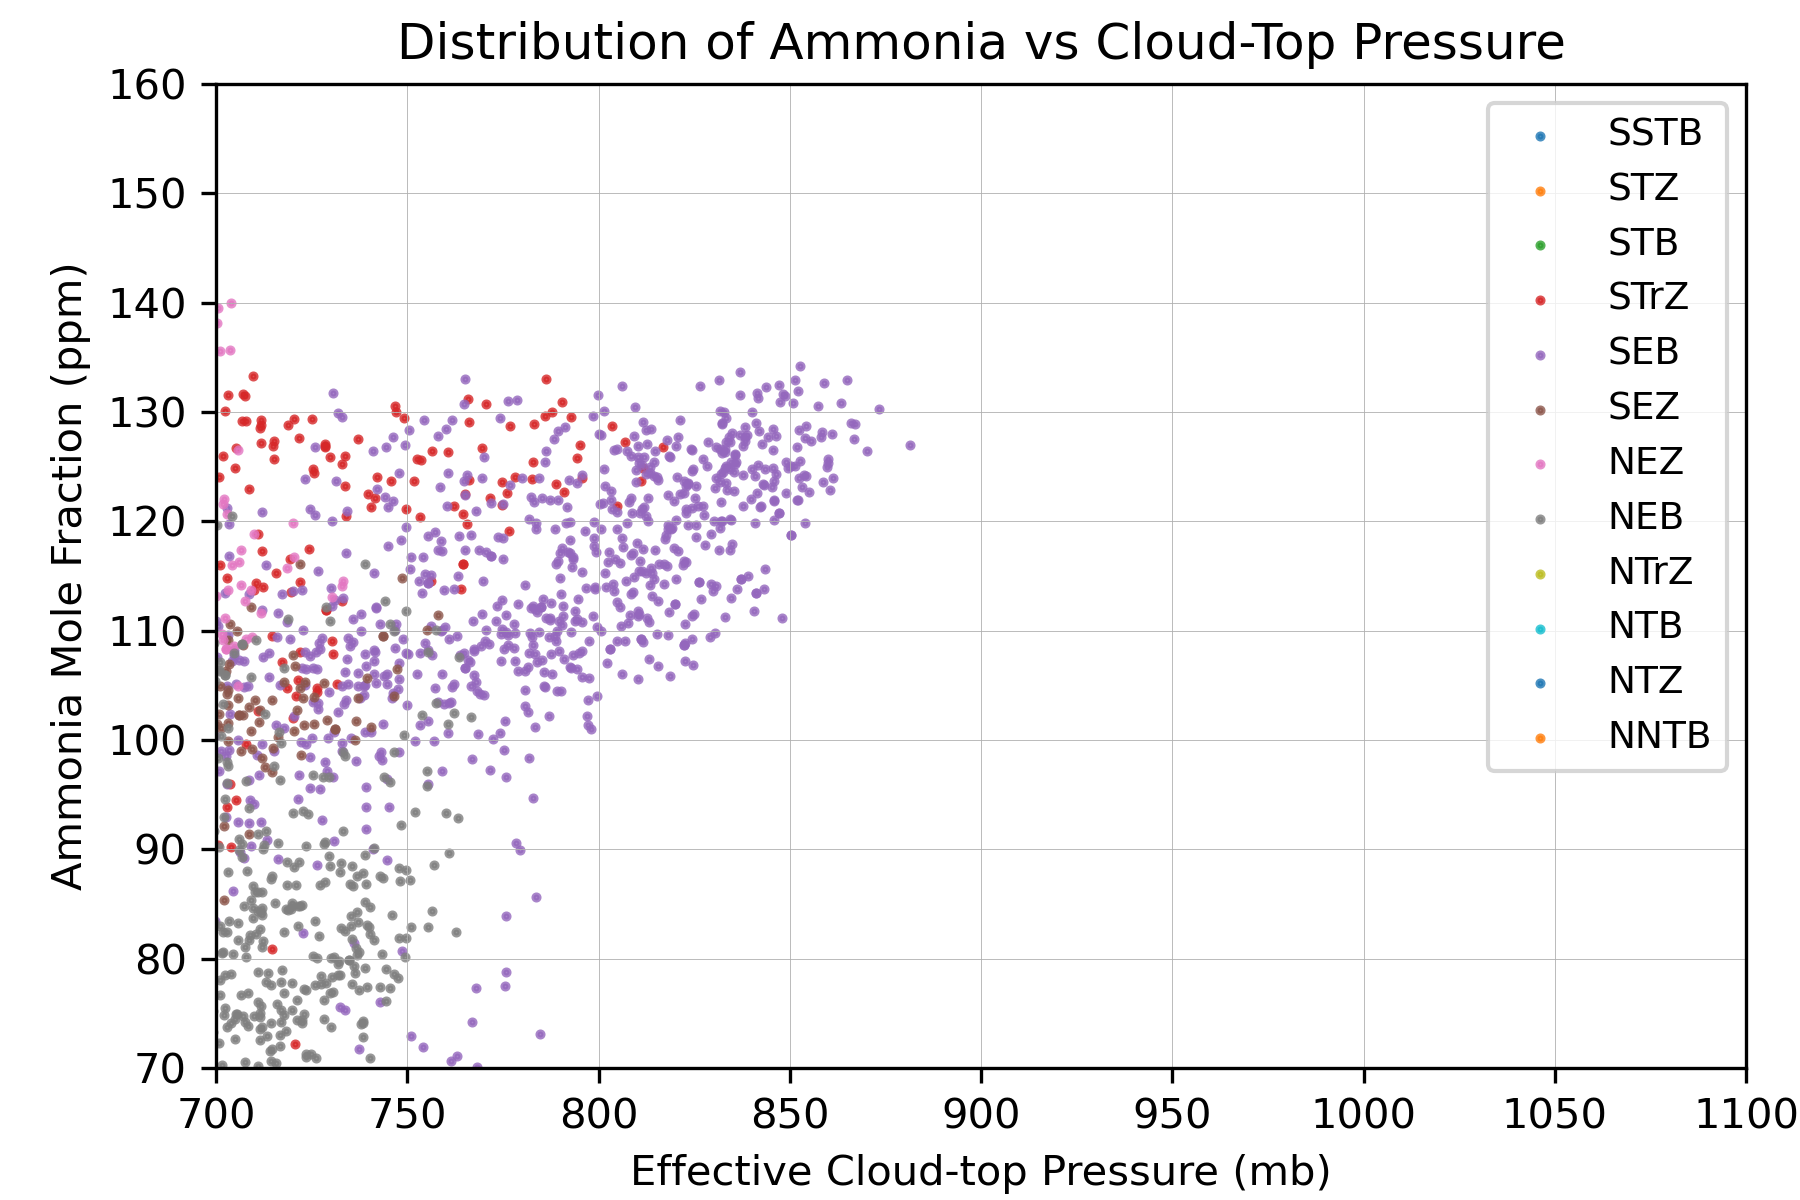 Distribution of Ammonia vs Cloud-Top Pressure
160
150
140
130
120
110
100
90
80
70
Ammonia Mole Fraction (ppm)
SSTB
STZ
STB
STrZ
SEB
SEZ
NEZ
NEB
NTrZ
NTB
NTZ
NNTB
700 750 800 850 900 950 1000 1050 1100
Effective Cloud-top Pressure (mb)